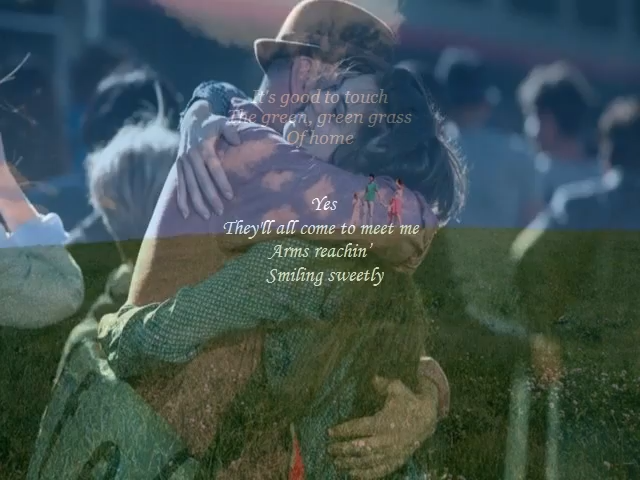 It's good to touch
The green, green grass
Of home
Yes
They'll all come to meet me
Arms reachin'
Smiling sweetly